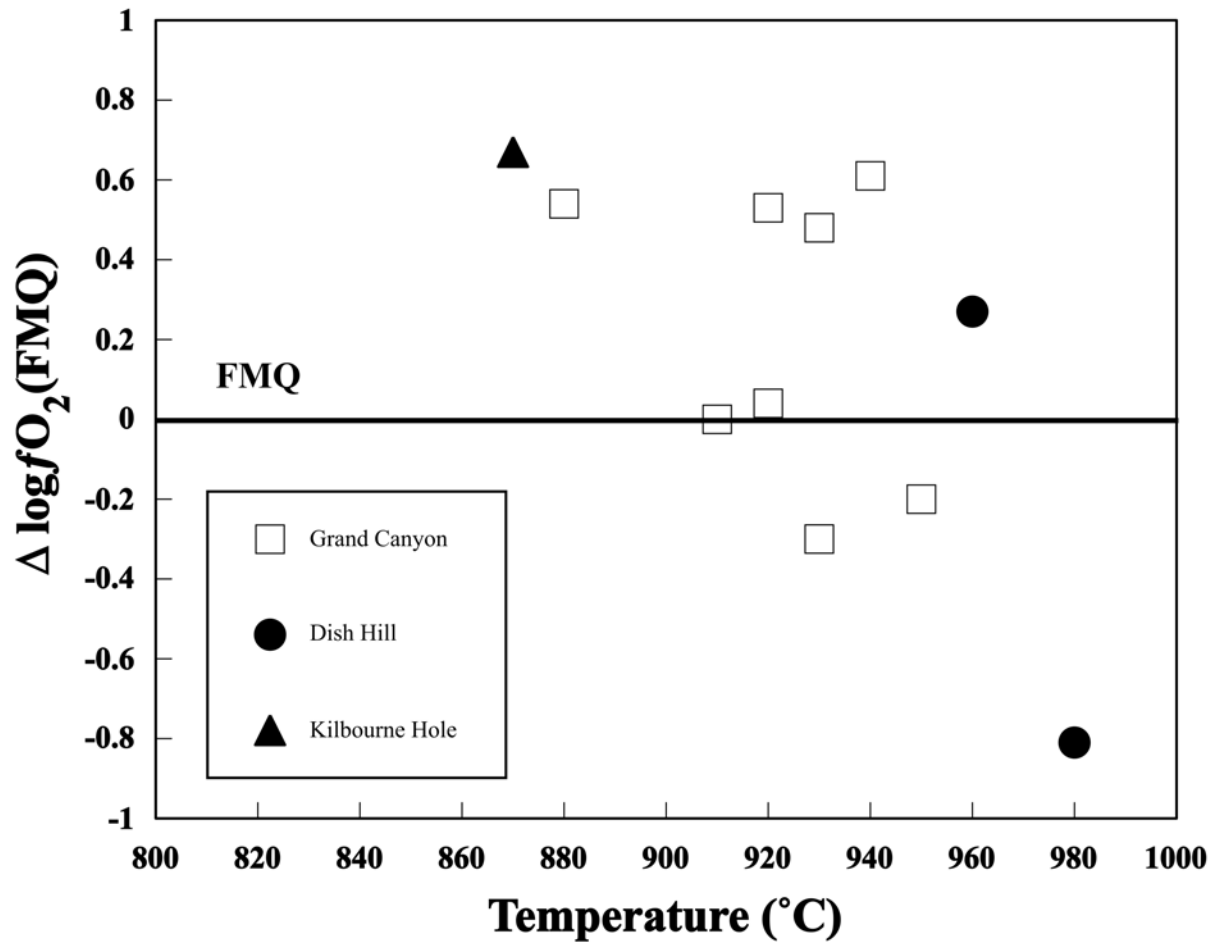 1
0.8
0.6
0.4
0.2
0
-0.2
-0.4
-0.6
-0.8
-1
Δ logfO2(FMQ)
FMQ
Grand Canyon
Dish Hill
Kilbourne Hole
800 820 840 860 880 900 920 940 960 980 1000
Temperature (˚C)